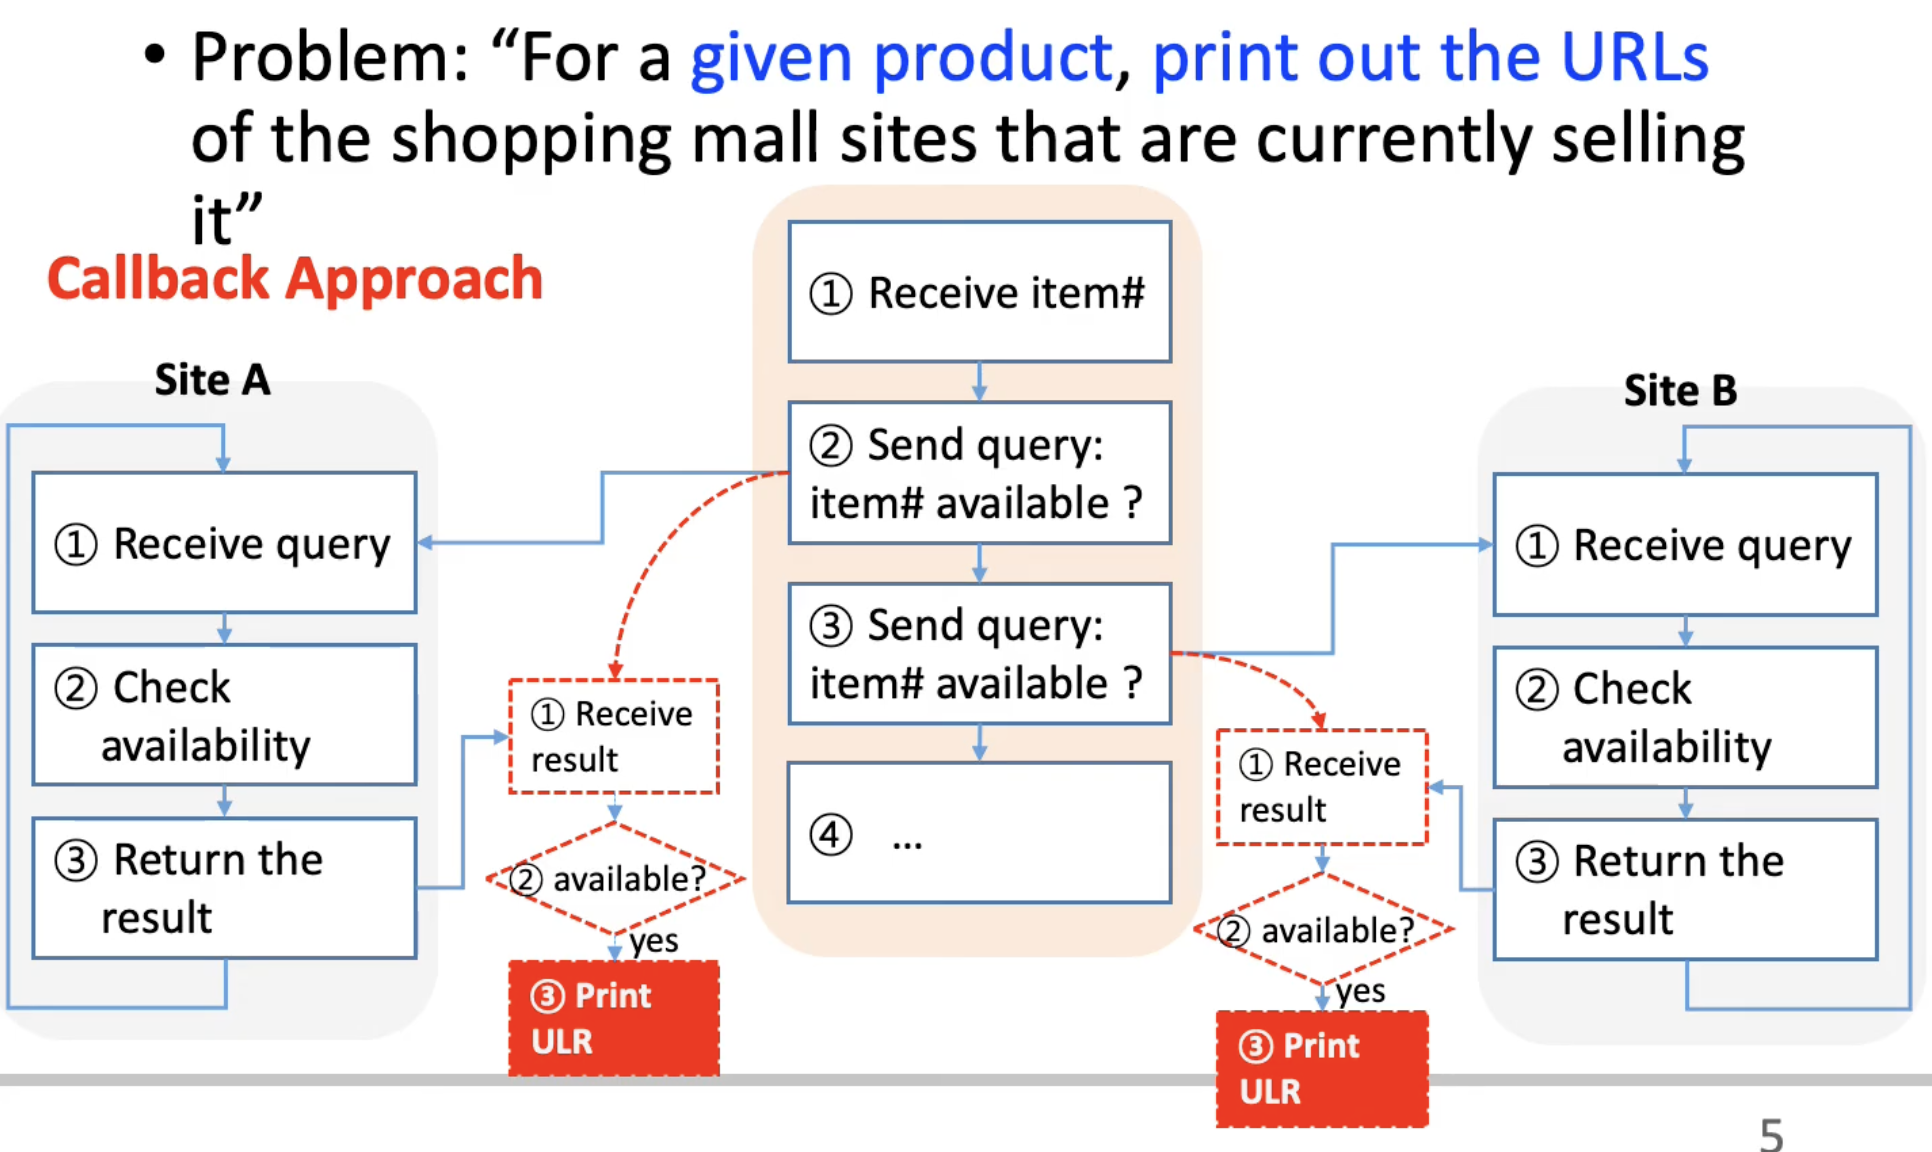 • Problem: “For a given product, print out the URLs
of the shopping mall sites that are currently selling
it”
Callback Approach
① Receive item#
② Send query:
item# available ?
③ Send query:
item# available ?
④ ...
Site A
① Receive query
② Check
availability
③ Return the
result
① Receive
result
② available?
yes
③ Print
ULR
Site B
① Receive query
② Check
availability
③ Return the
result
① Receive
result
② available?
yes
③ Print
ULR
5